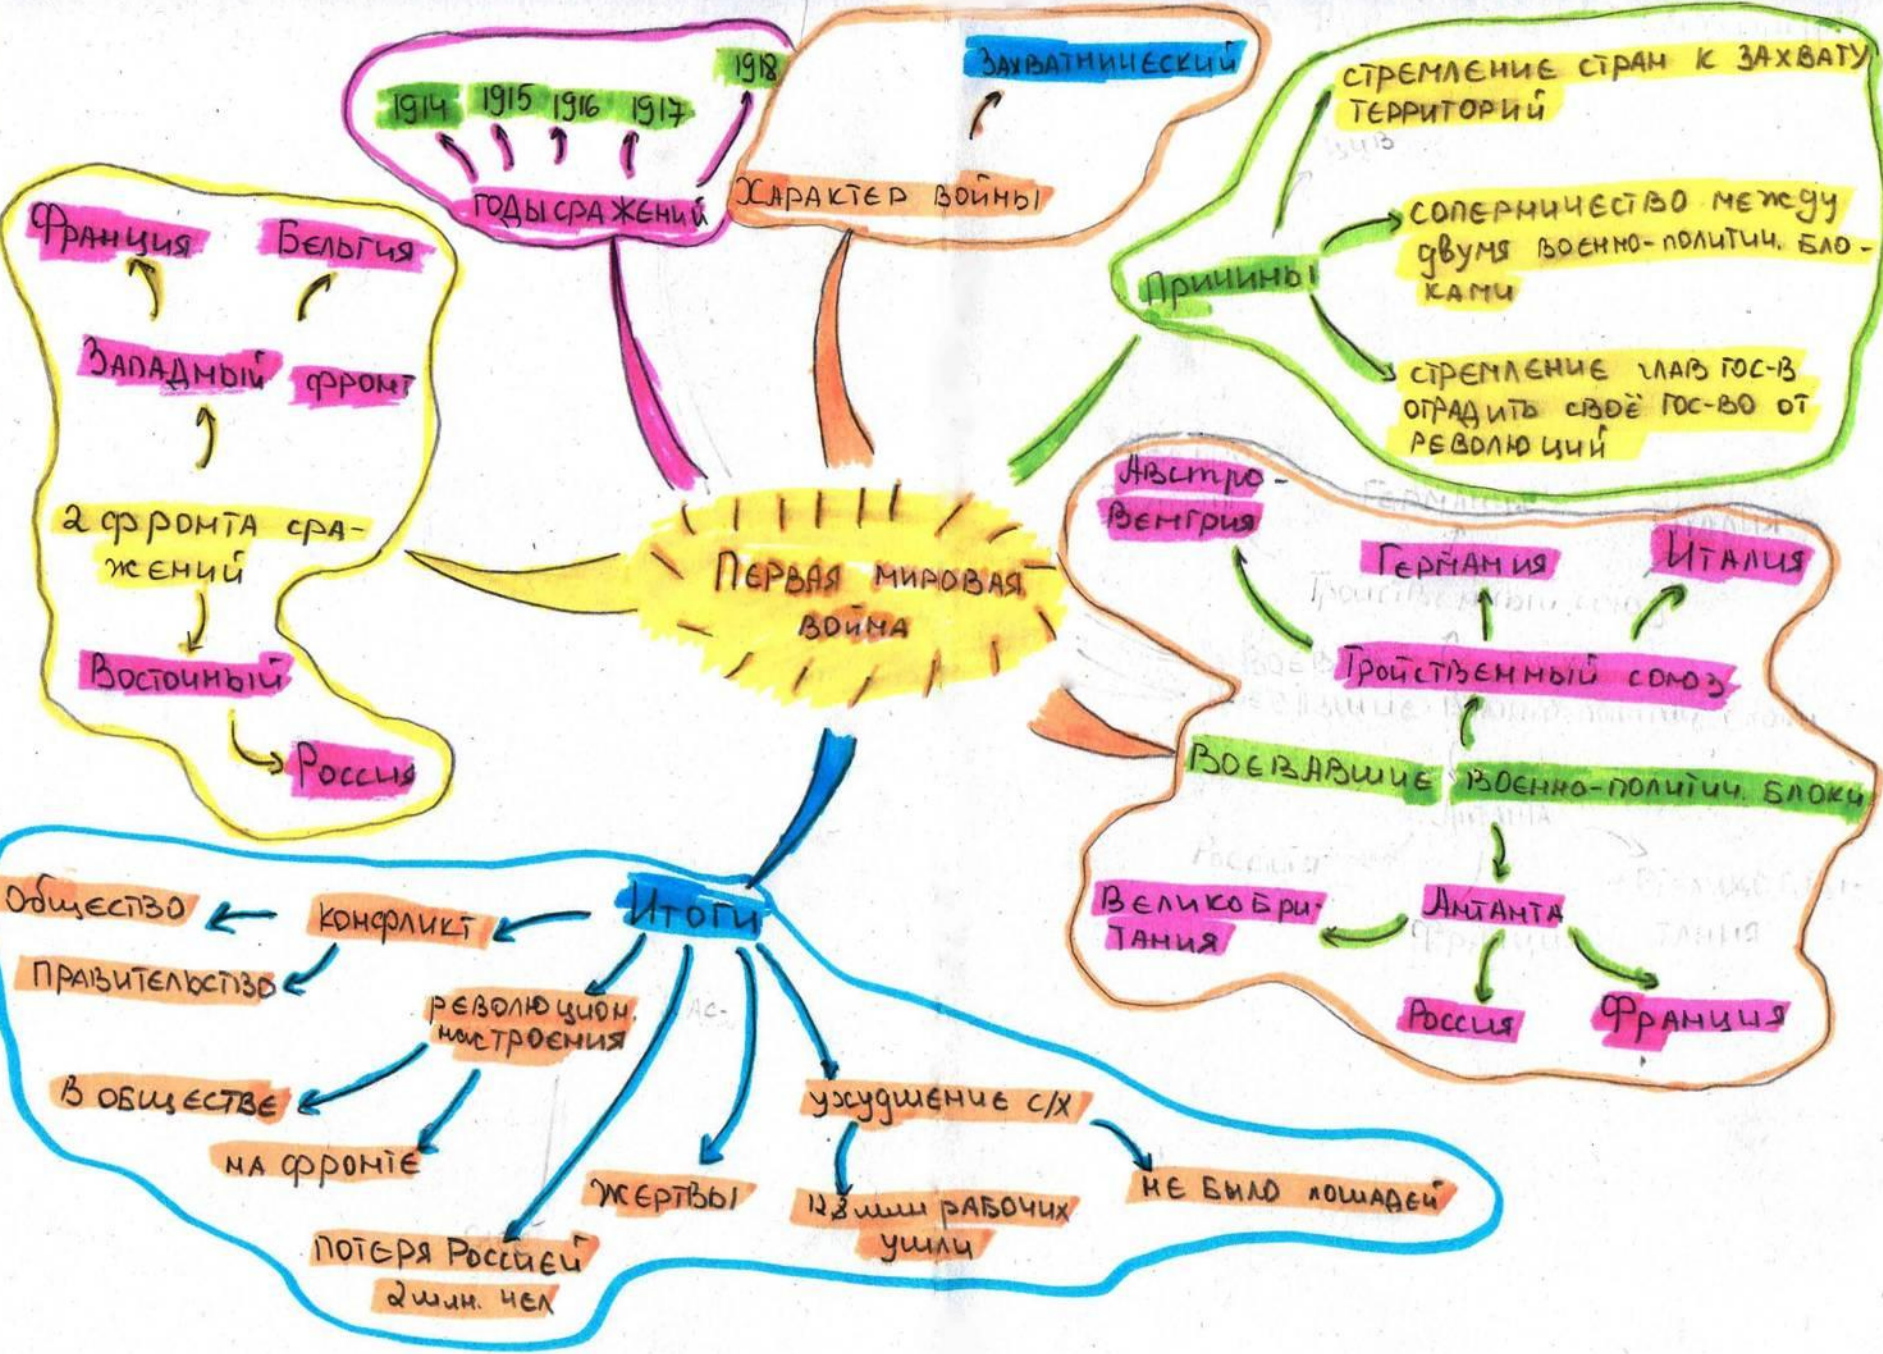 1914 1915 1916 1917 1918
ГОДЫ СРАЖЕНИЙ
ЗАХВАТНИЧЕСКИЙ
ХАРАКТЕР ВОЙНЫ
Причины
СТРЕМЛЕНИЕ СТРАН К ЗАХВАТУ
ТЕРРИТОРИЙ
СОПЕРНИЧЕСТВО МЕЖДУ
двумя ВОЕННО-ПОЛИТИЧ. БЛО-
КАМИ
СТРЕМЛЕНИЕ ГЛАВ ГОС-В
ОГРАДИТЬ СВОЁ ГОС-ВО ОТ
РЕВОЛЮЦИЙ
Франция
Бельгия
Западный фронт
2 фронта сра-
жений
Восточный
Россия
Первая мировая
война
Австро-
Венгрия
Германия
Италия
Тройственный союз
Воевавшие военно-политич. блоки
Антанта
Великобри-
тания
Россия
Франция
Итоги
конфликт
Общество
правительство
революцион.
настроения
в обществе
на фронте
потеря Россией
2 млн. чел
жертвы
ухудшение с/х
рабочих
ушли
не было лошадей